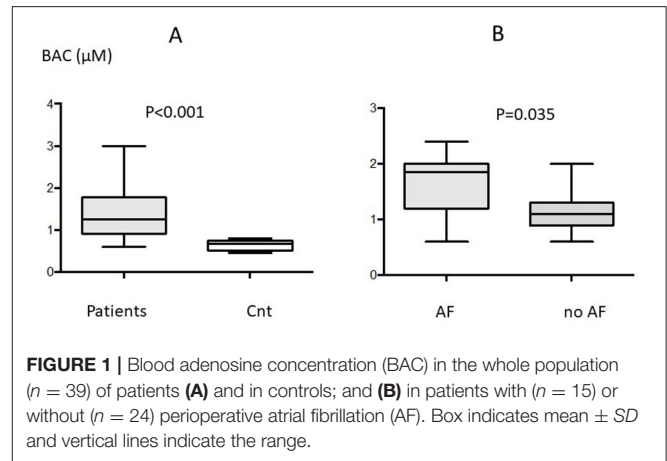 A
B
BAC (µM)
4
3
2
1
0
P<0.001
Patients
Cnt
3
2
1
0
P=0.035
AF
no AF
FIGURE 1 | Blood adenosine concentration (BAC) in the whole population
(n = 39) of patients (A) and in controls; and (B) in patients with (n = 15) or
without (n = 24) perioperative atrial fibrillation (AF). Box indicates mean ± SD
and vertical lines indicate the range.